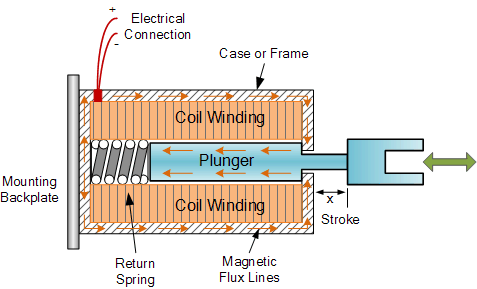 +
Electrical
-
Connection
Case or Frame
Coil Winding
Plunger
Mounting
Backplate
Coil Winding
x
Stroke
Return
Spring
Magnetic
Flux Lines